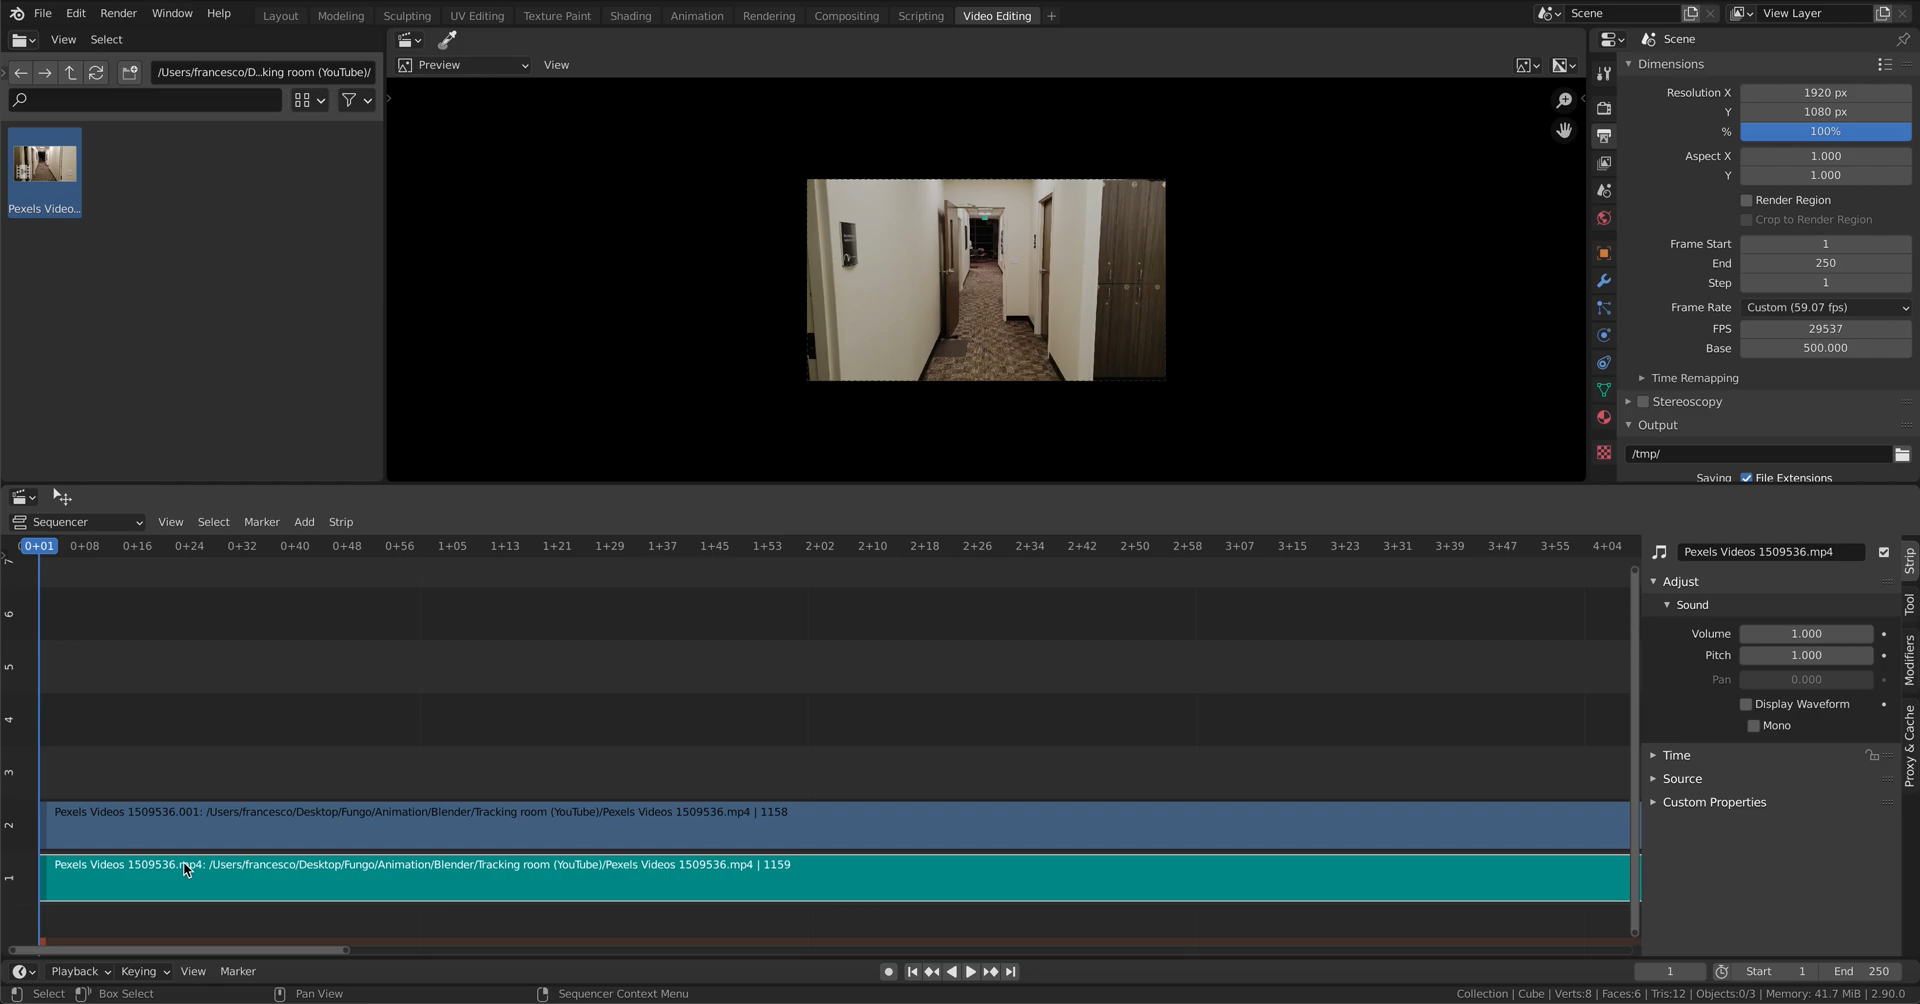 File Edit Render Window Help Layout Modeling Sculpting UV Editing Texture Paint Shading Animation Rendering Compositing Scripting Video Editing + Scene View Layer
View Select
Scene
/Users/francesco/D...king room (YouTube)/
Preview View
Pexels Video...
Dimensions
Resolution X 1920 px
Y 1080 px
% 100%
Aspect X 1.000
Y 1.000
Render Region
Crop to Render Region
Frame Start 1
End 250
Step 1
Frame Rate Custom (59.07 fps)
FPS 29537
Base 500.000
Time Remapping
Stereoscopy
Output
/tmp/
Saving File Extensions
Sequencer View Select Marker Add Strip
0+01 0+08 0+16 0+24 0+32 0+40 0+48 0+56 1+05 1+13 1+21 1+29 1+37 1+45 1+53 2+02 2+10 2+18 2+26 2+34 2+42 2+50 2+58 3+07 3+15 3+23 3+31 3+39 3+47 3+55 4+04
7
6
5
4
3
2
1
Pexels Videos 1509536.001: /Users/francesco/Desktop/Fungo/Animation/Blender/Tracking room (YouTube)/Pexels Videos 1509536.mp4 | 1158
Pexels Videos 1509536.mp4: /Users/francesco/Desktop/Fungo/Animation/Blender/Tracking room (YouTube)/Pexels Videos 1509536.mp4 | 1159
Pexels Videos 1509536.mp4
Adjust
Sound
Volume 1.000
Pitch 1.000
Pan 0.000
Display Waveform
Mono
Time
Source
Custom Properties
Strip
Tool
Modifiers
Proxy & Cache
Playback Keying View Marker 1 Start 1 End 250
Select Box Select Pan View Sequencer Context Menu Collection | Cube | Verts:8 | Faces:6 | Tris:12 | Objects:0/3 | Memory: 41.7 MiB | 2.90.0